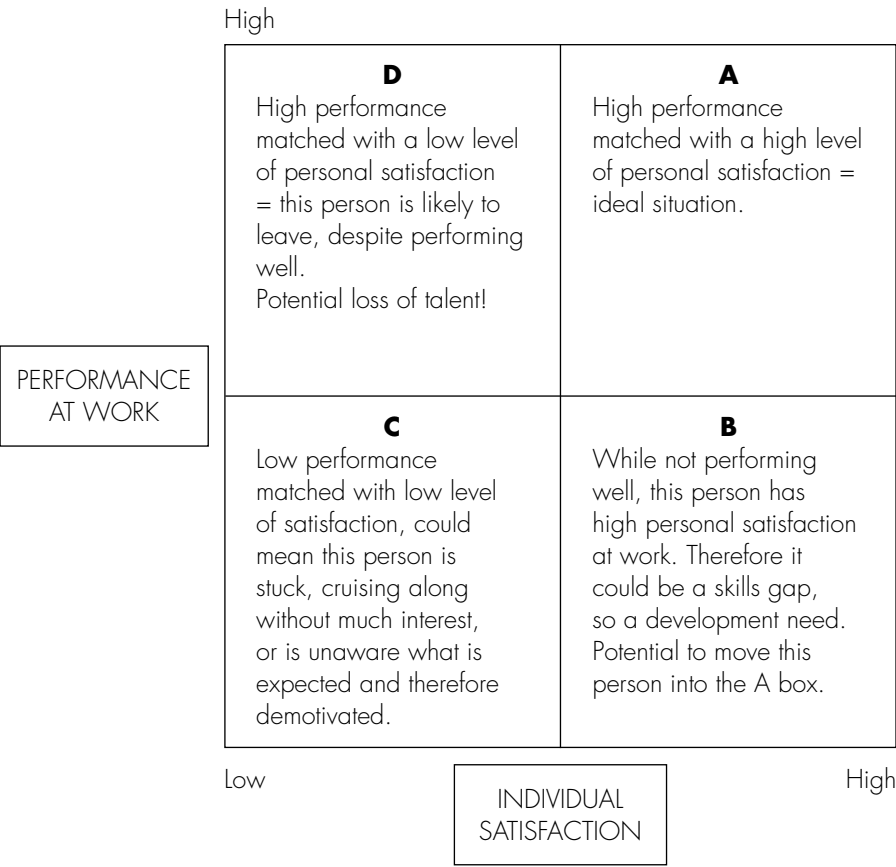 High
D
High performance
matched with a low level
of personal satisfaction
= this person is likely to
leave, despite performing
well.
Potential loss of talent!
A
High performance
matched with a high level
of personal satisfaction =
ideal situation.
PERFORMANCE
AT WORK
C
Low performance
matched with low level
of satisfaction, could
mean this person is
stuck, cruising along
without much interest,
or is unaware what is
expected and therefore
demotivated.
B
While not performing
well, this person has
high personal satisfaction
at work. Therefore it
could be a skills gap,
so a development need.
Potential to move this
person into the A box.
Low
INDIVIDUAL
SATISFACTION
High